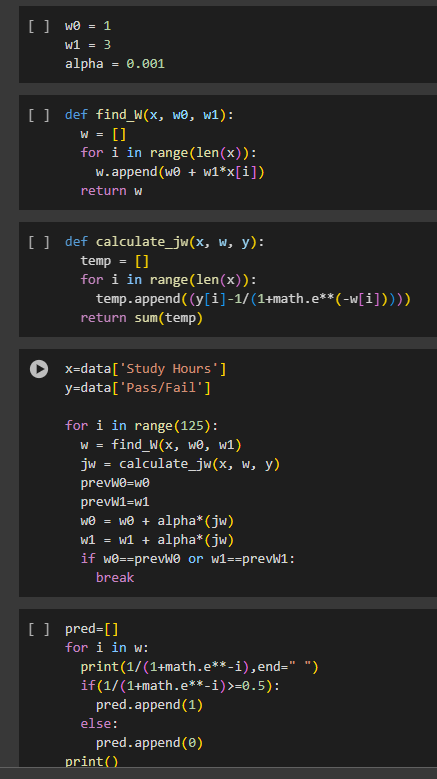 [ ] w0 = 1
w1 = 3
alpha = 0.001
[ ] def find_W(x, w0, w1):
w = []
for i in range(len(x)):
w.append(w0 + w1*x[i])
return w
[ ] def calculate_jw(x, w, y):
temp = []
for i in range(len(x)):
temp.append((y[i]-1/(1+math.e**(-w[i]))))
return sum(temp)
x=data['Study Hours']
y=data['Pass/Fail']
for i in range(125):
w = find_W(x, w0, w1)
jw = calculate_jw(x, w, y)
prevW0=w0
prevW1=w1
w0 = w0 + alpha*(jw)
w1 = w1 + alpha*(jw)
if w0==prevW0 or w1==prevW1:
break
[ ] pred=[]
for i in w:
print(1/(1+math.e**-i),end=" ")
if(1/(1+math.e**-i)>=0.5):
pred.append(1)
else:
pred.append(0)
print()